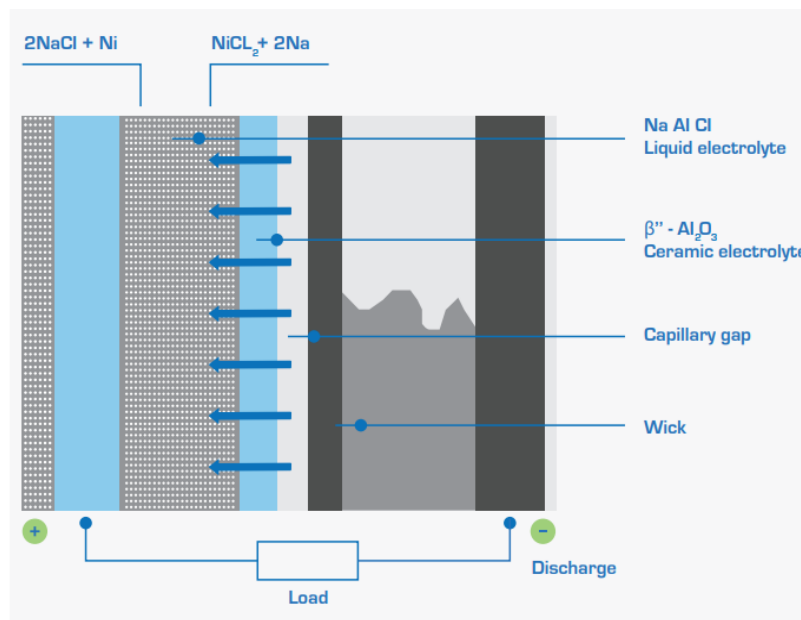 2NaCl + Ni
NiCL₂+ 2Na
Na Al Cl
Liquid electrolyte
β” - Al₂O₃
Ceramic electrolyte
Capillary gap
Wick
+
-
Discharge
Load